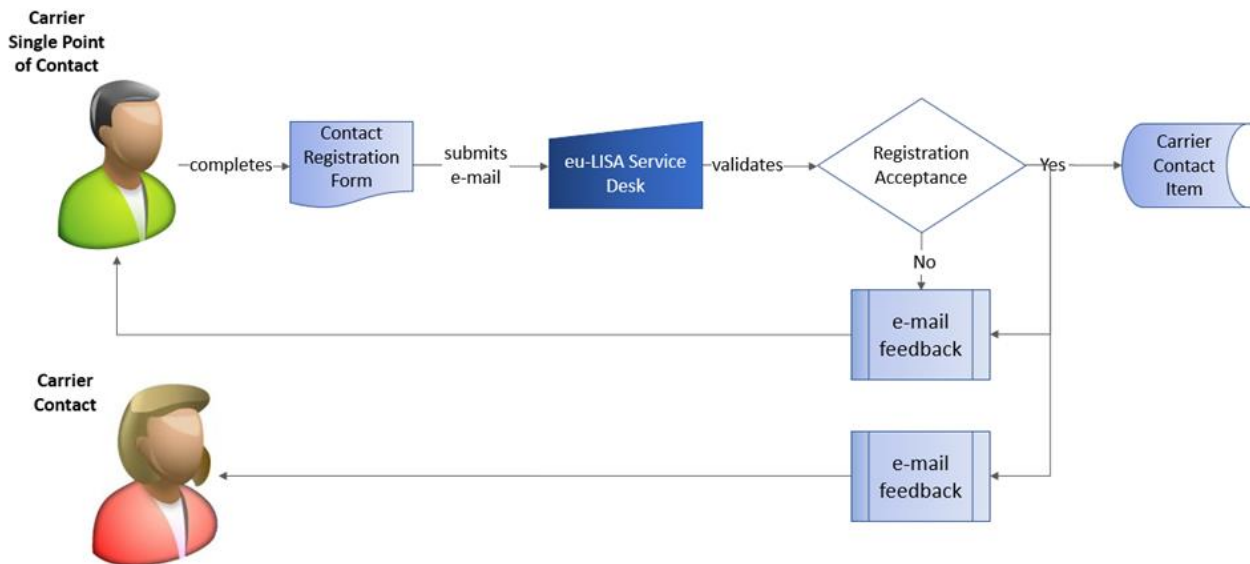 Carrier
Single Point
of Contact
completes
Contact
Registration
Form
submits
e-mail
eu-LISA Service
Desk
validates
Registration
Acceptance
Yes
Carrier
Contact
Item
No
e-mail
feedback
Carrier
Contact
e-mail
feedback